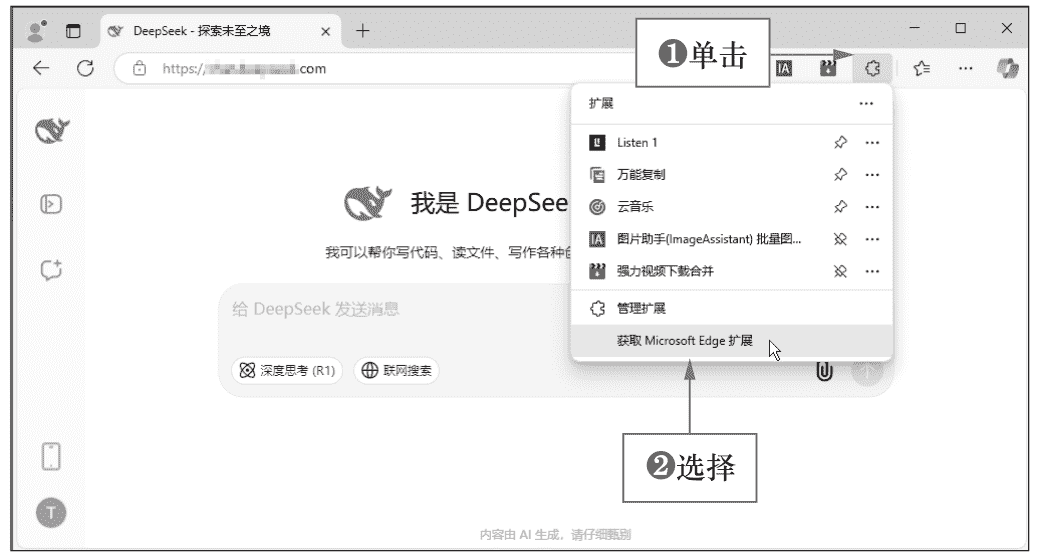 DeepSeek - 探索未至之境
https://
.com
❶单击
扩展
Listen 1
万能复制
云音乐
图片助手(ImageAssistant) 批量图...
强力视频下载合并
管理扩展
获取 Microsoft Edge 扩展
我是 DeepSee
我可以帮你写代码、读文件、写作各种
给 DeepSeek 发送消息
深度思考 (R1)
联网搜索
❷选择
T
内容由 AI 生成，请仔细甄别
IA
IA